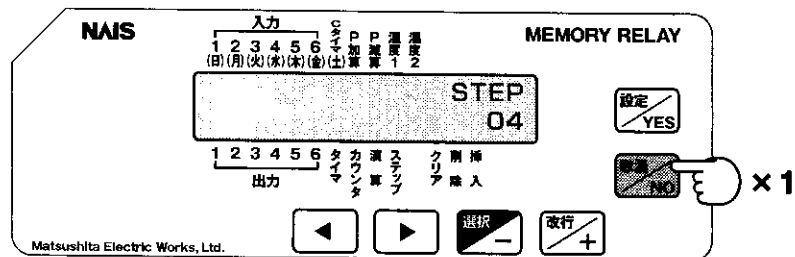 NAiS
入力
MEMORY RELAY
1 2 3 4 5 6 Cタイマ P加算 P減算 温度1 温度2
(日) (月) (火) (水) (木) (金) (土)
STEP
04
設定
YES
NO
×1
1 2 3 4 5 6 タイマ カウンタ 演算 ステップ クリア 削除 挿入
出力
選択
−
改行
+
Matsushita Electric Works, Ltd.